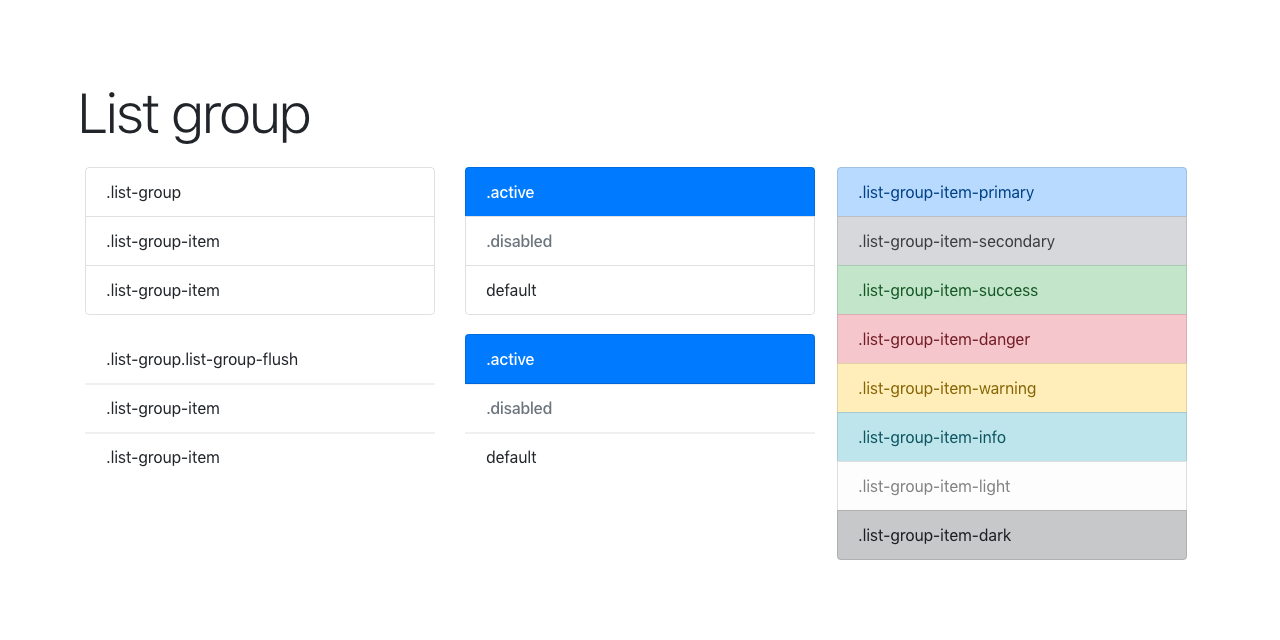 List group
.list-group
.list-group-item
.list-group-item
.list-group.list-group-flush
.list-group-item
.list-group-item
.active
.disabled
default
.active
.disabled
default
.list-group-item-primary
.list-group-item-secondary
.list-group-item-success
.list-group-item-danger
.list-group-item-warning
.list-group-item-info
.list-group-item-light
.list-group-item-dark